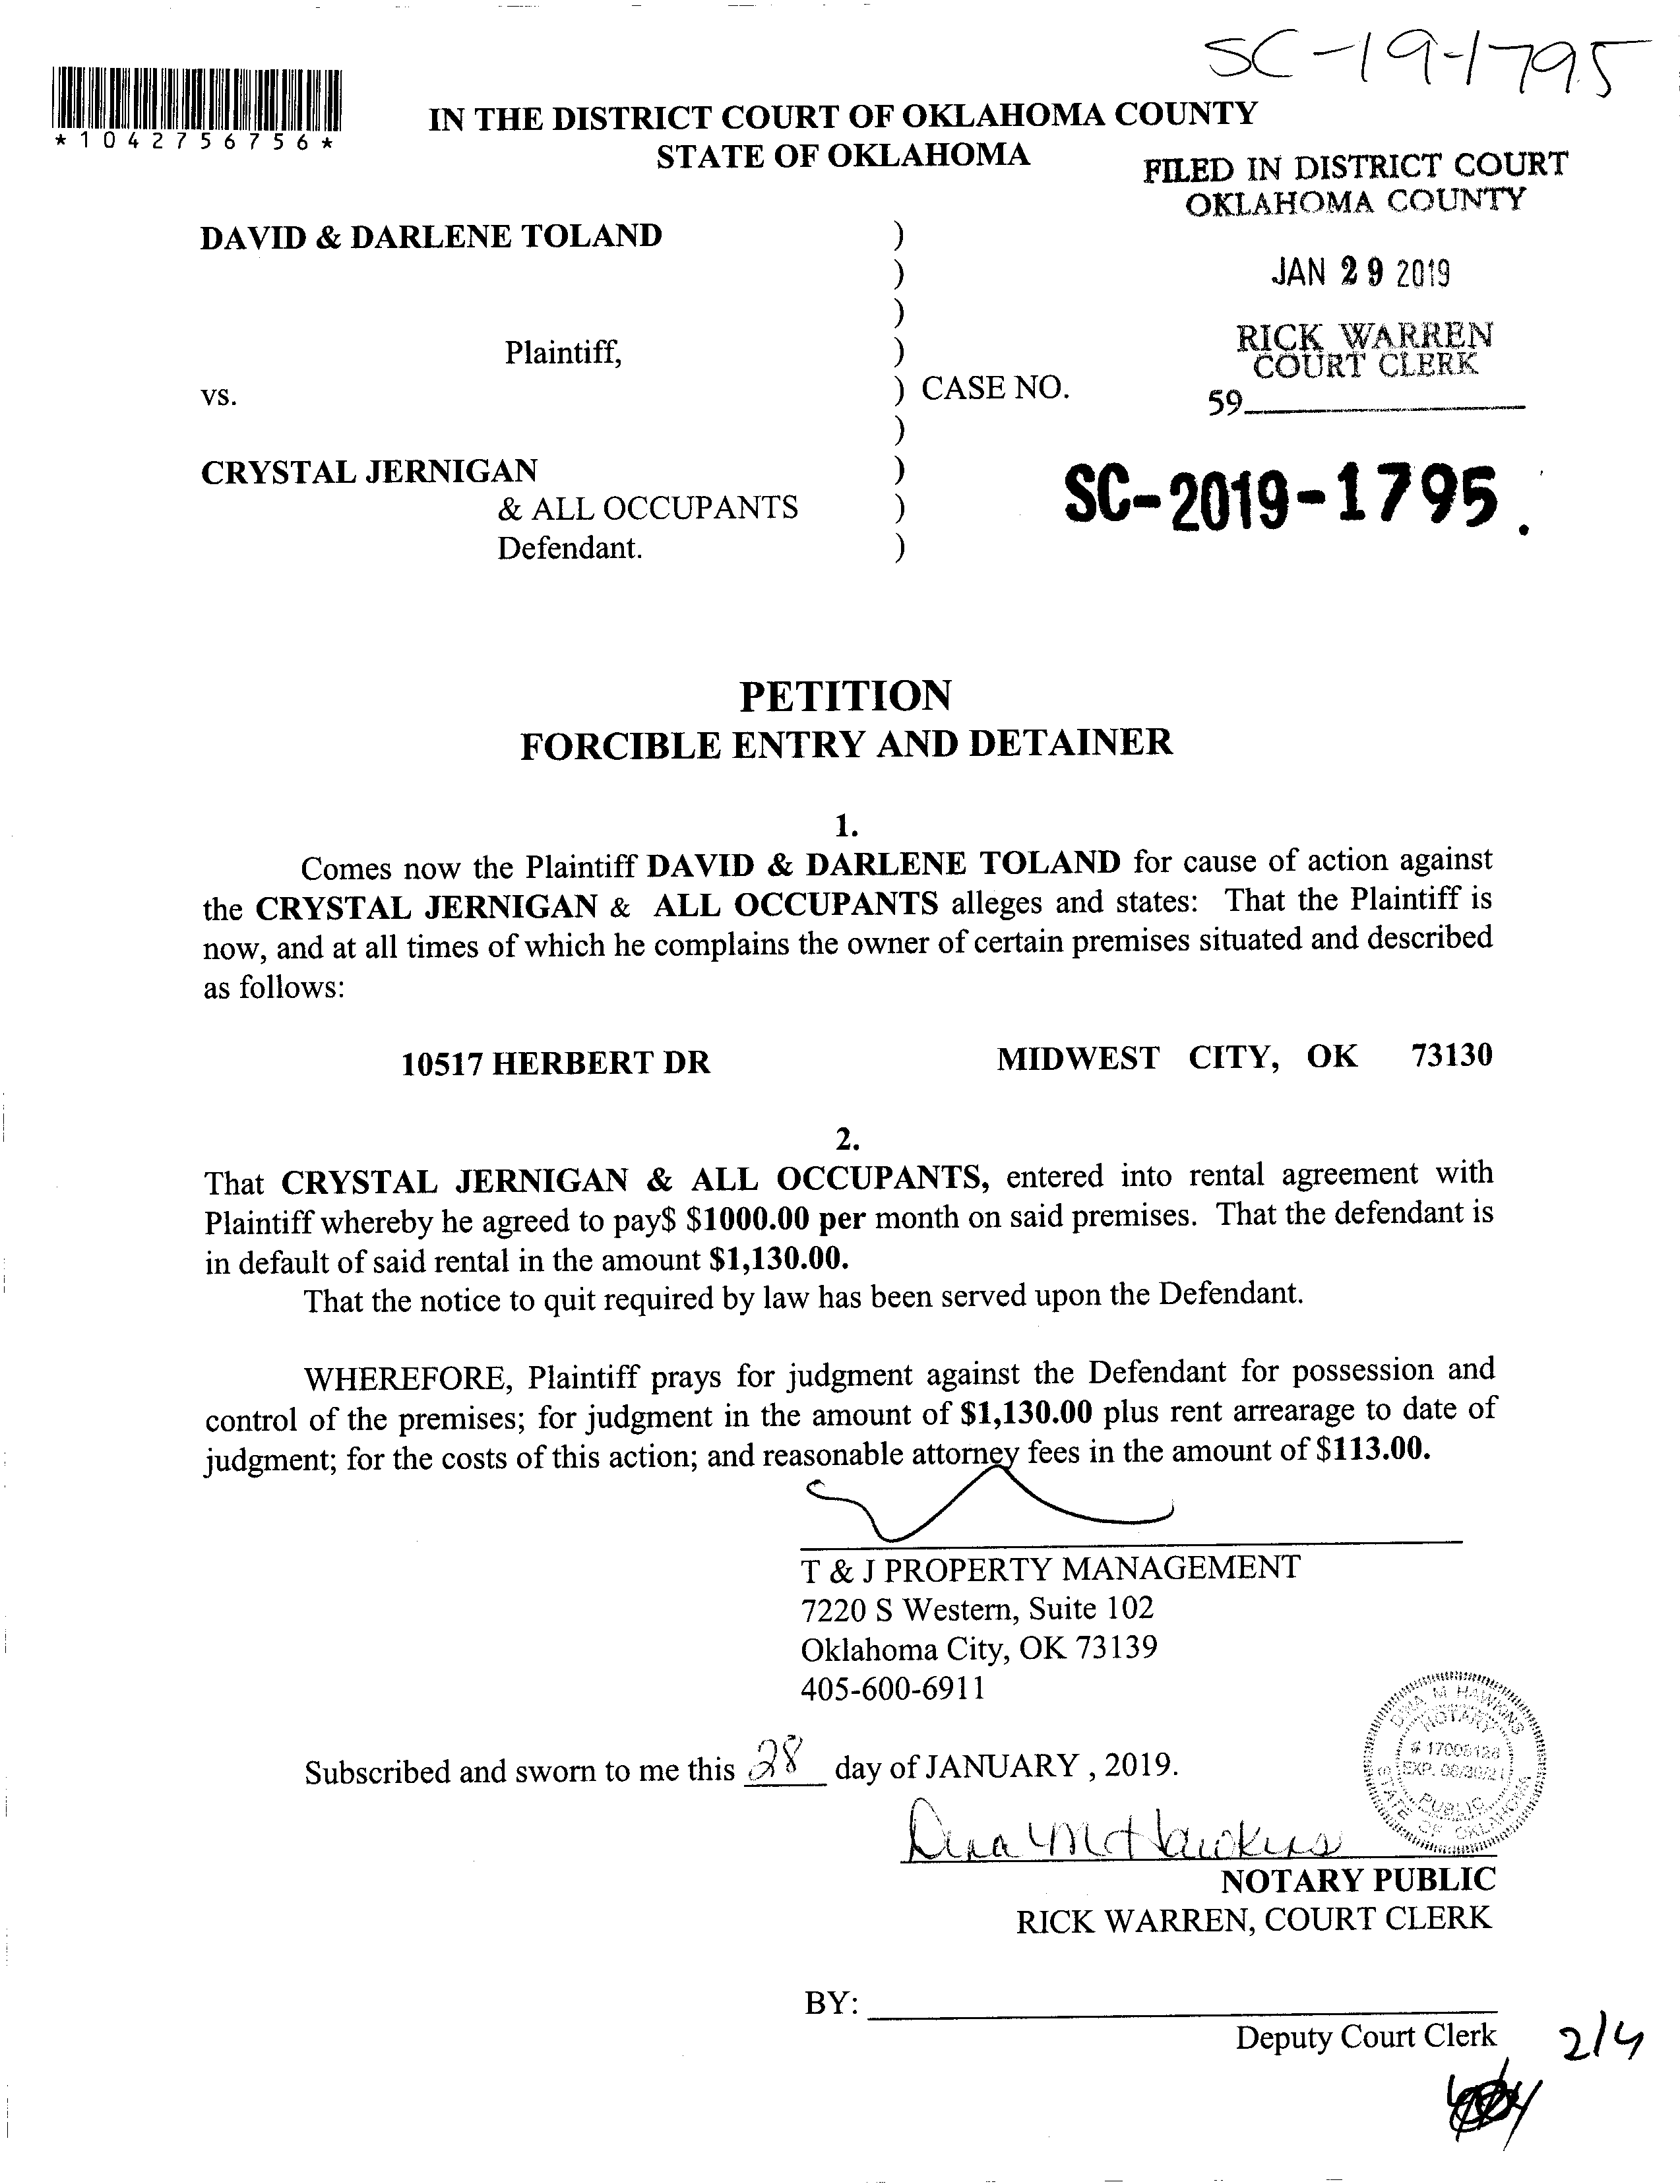 SC-19-1795
*1042756756*
IN THE DISTRICT COURT OF OKLAHOMA COUNTY
STATE OF OKLAHOMA
FILED IN DISTRICT COURT
OKLAHOMA COUNTY
DAVID & DARLENE TOLAND )
)
JAN 29 2019
)
RICK WARREN
COURT CLERK
Plaintiff, )
vs. ) CASE NO.
59
)
CRYSTAL JERNIGAN )
SC-2019-1795.
& ALL OCCUPANTS )
Defendant. )
PETITION
FORCIBLE ENTRY AND DETAINER
1.
Comes now the Plaintiff DAVID & DARLENE TOLAND for cause of action against
the CRYSTAL JERNIGAN & ALL OCCUPANTS alleges and states: That the Plaintiff is
now, and at all times of which he complains the owner of certain premises situated and described
as follows:
10517 HERBERT DR MIDWEST CITY, OK 73130
2.
That CRYSTAL JERNIGAN & ALL OCCUPANTS, entered into rental agreement with
Plaintiff whereby he agreed to pay$ $1000.00 per month on said premises. That the defendant is
in default of said rental in the amount $1,130.00.
That the notice to quit required by law has been served upon the Defendant.
WHEREFORE, Plaintiff prays for judgment against the Defendant for possession and
control of the premises; for judgment in the amount of $1,130.00 plus rent arrearage to date of
judgment; for the costs of this action; and reasonable attorney fees in the amount of $113.00.
T & J PROPERTY MANAGEMENT
7220 S Western, Suite 102
Oklahoma City, OK 73139
405-600-6911
DINA M HAWKINS
NOTARY
# 17005128
EXP. 06/30/21
PUBLIC
STATE OF OKLAHOMA
Subscribed and sworn to me this 28 day of JANUARY , 2019.
Dina M Hawkins
NOTARY PUBLIC
RICK WARREN, COURT CLERK
BY:
Deputy Court Clerk
2/4